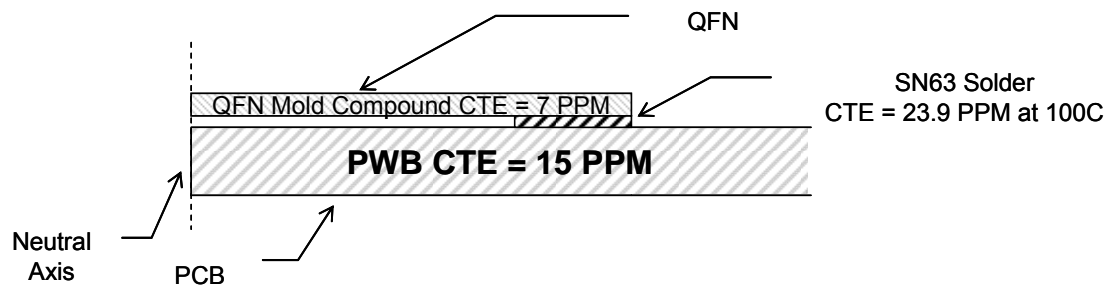 QFN
SN63 Solder
CTE = 23.9 PPM at 100C
QFN Mold Compound CTE = 7 PPM
PWB CTE = 15 PPM
Neutral
Axis
PCB